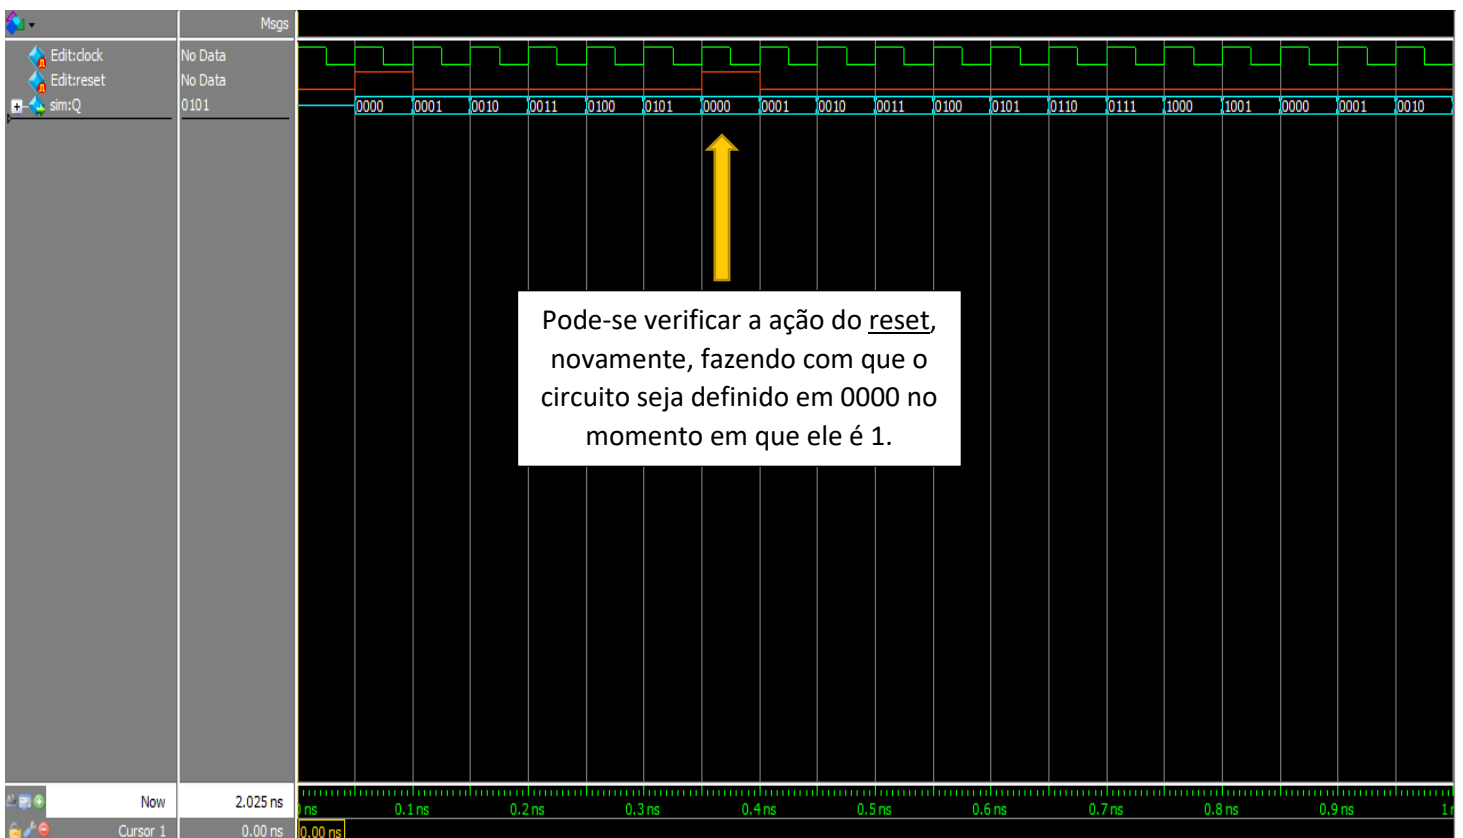 Msgs
Edit:clock No Data
Edit:reset No Data
sim:Q 0101 0000 0001 0010 0011 0100 0101 0000 0001 0010 0011 0100 0101 0110 0111 1000 1001 0000 0001 0010
Pode-se verificar a ação do reset,
novamente, fazendo com que o
circuito seja definido em 0000 no
momento em que ele é 1.
Now 2.025 ns ns 0.1 ns 0.2 ns 0.3 ns 0.4 ns 0.5 ns 0.6 ns 0.7 ns 0.8 ns 0.9 ns
Cursor 1 0.00 ns 0.00 ns